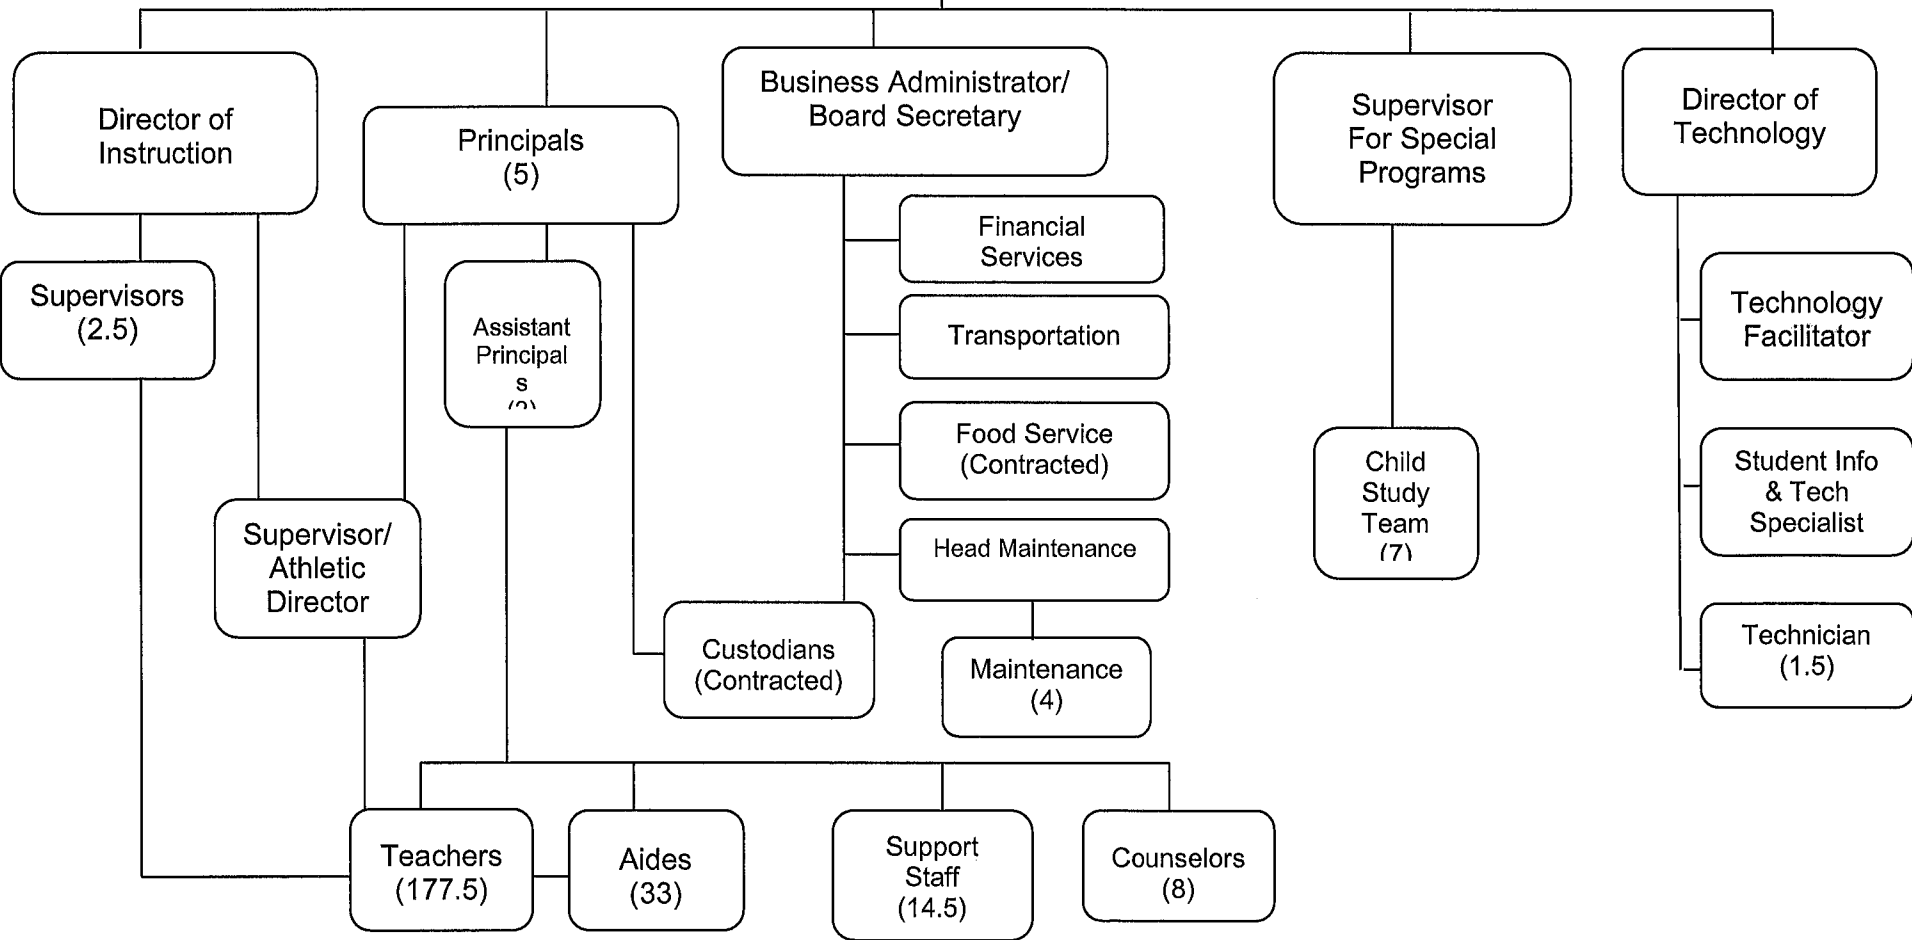 Director of
Instruction
Principals
(5)
Business Administrator/
Board Secretary
Supervisor
For Special
Programs
Director of
Technology
Supervisors
(2.5)
Assistant
Principal
s
Financial
Services
Transportation
Food Service
(Contracted)
Head Maintenance
Maintenance
(4)
Custodians
(Contracted)
Supervisor/
Athletic
Director
Child
Study
Team
(7)
Technology
Facilitator
Student Info
& Tech
Specialist
Technician
(1.5)
Teachers
(177.5)
Aides
(33)
Support
Staff
(14.5)
Counselors
(8)